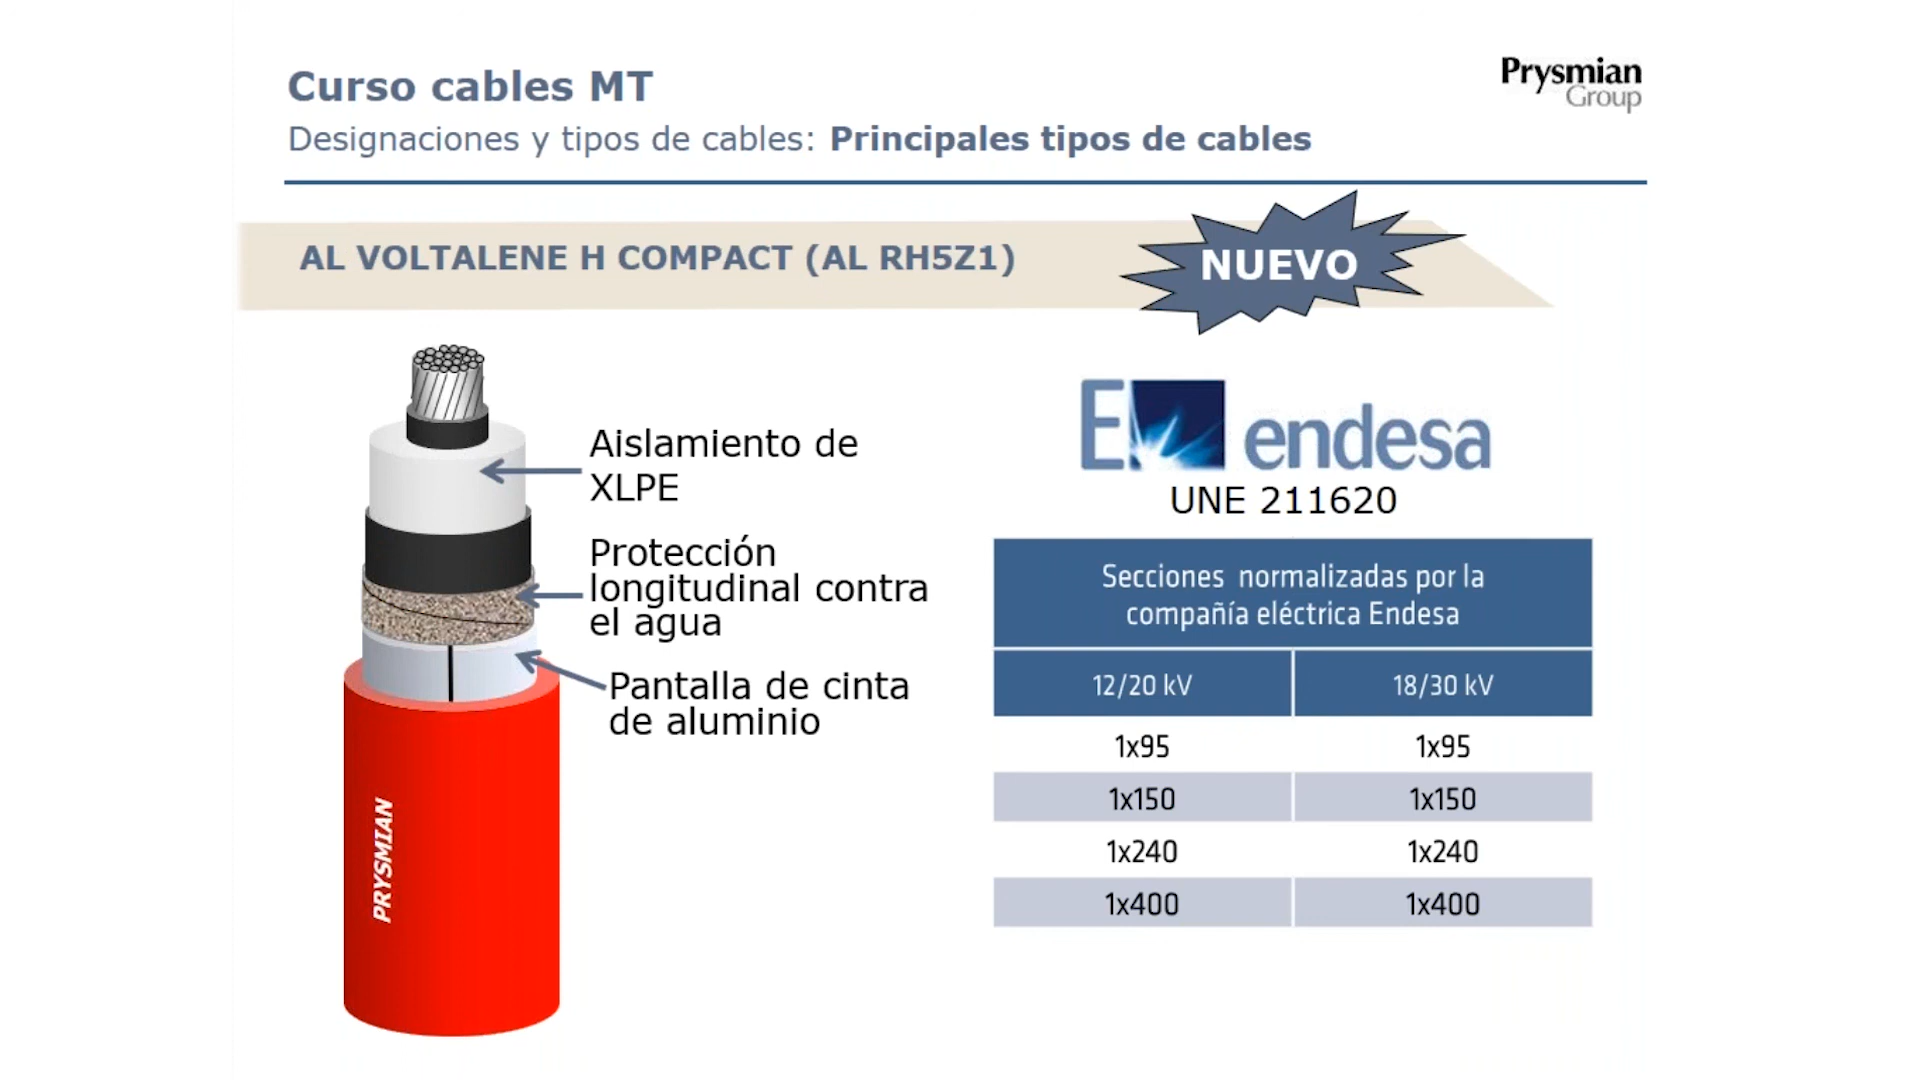 Curso cables MT
Prysmian
Group
Designaciones y tipos de cables: Principales tipos de cables
AL VOLTALENE H COMPACT (AL RH5Z1)
NUEVO
Aislamiento de
XLPE
Protección
longitudinal contra
el agua
Pantalla de cinta
de aluminio
PRYSMIAN
E endesa
UNE 211620
Secciones normalizadas por la
compañía eléctrica Endesa
12/20 kV 18/30 kV
1x95 1x95
1x150 1x150
1x240 1x240
1x400 1x400